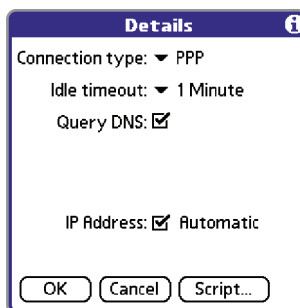 Details
Connection type: PPP
Idle timeout: 1 Minute
Query DNS:
IP Address: Automatic
OK Cancel Script...